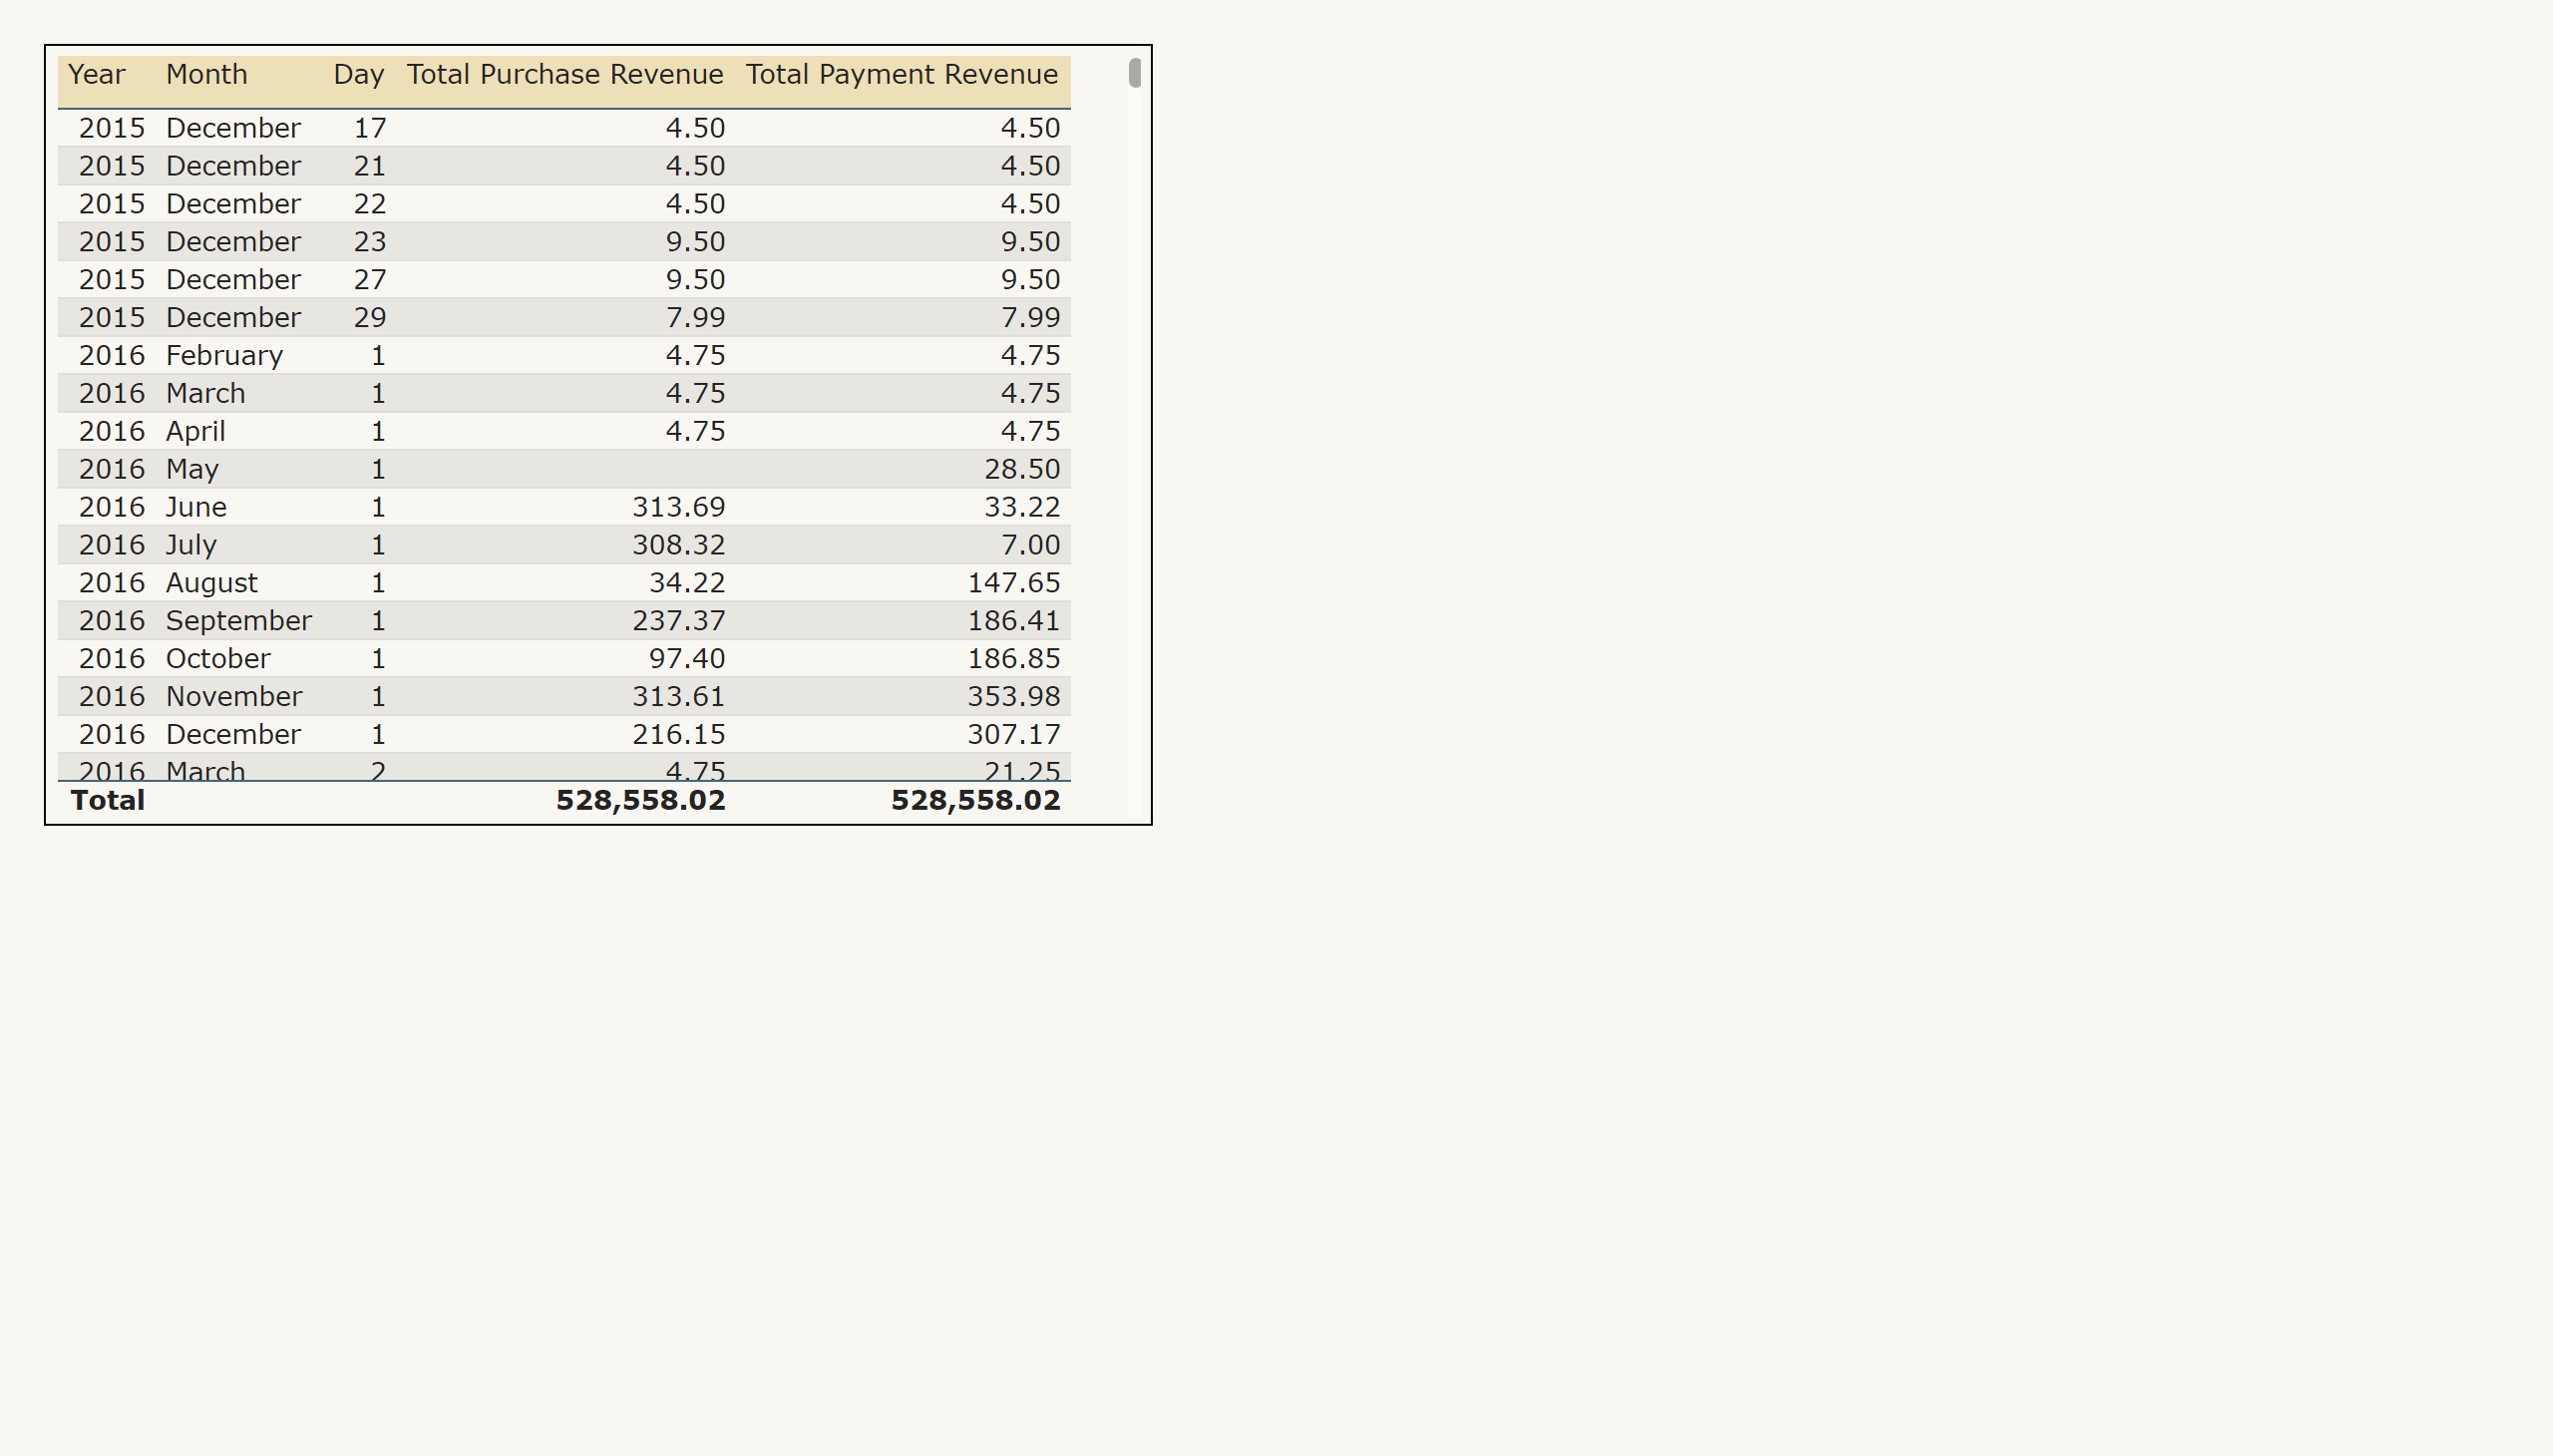 Year Month Day Total Purchase Revenue Total Payment Revenue
2015 December 17 4.50 4.50
2015 December 21 4.50 4.50
2015 December 22 4.50 4.50
2015 December 23 9.50 9.50
2015 December 27 9.50 9.50
2015 December 29 7.99 7.99
2016 February 1 4.75 4.75
2016 March 1 4.75 4.75
2016 April 1 4.75 4.75
2016 May 1 28.50
2016 June 1 313.69 33.22
2016 July 1 308.32 7.00
2016 August 1 34.22 147.65
2016 September 1 237.37 186.41
2016 October 1 97.40 186.85
2016 November 1 313.61 353.98
2016 December 1 216.15 307.17
2016 March 2 4.75 21.25
Total 528,558.02 528,558.02